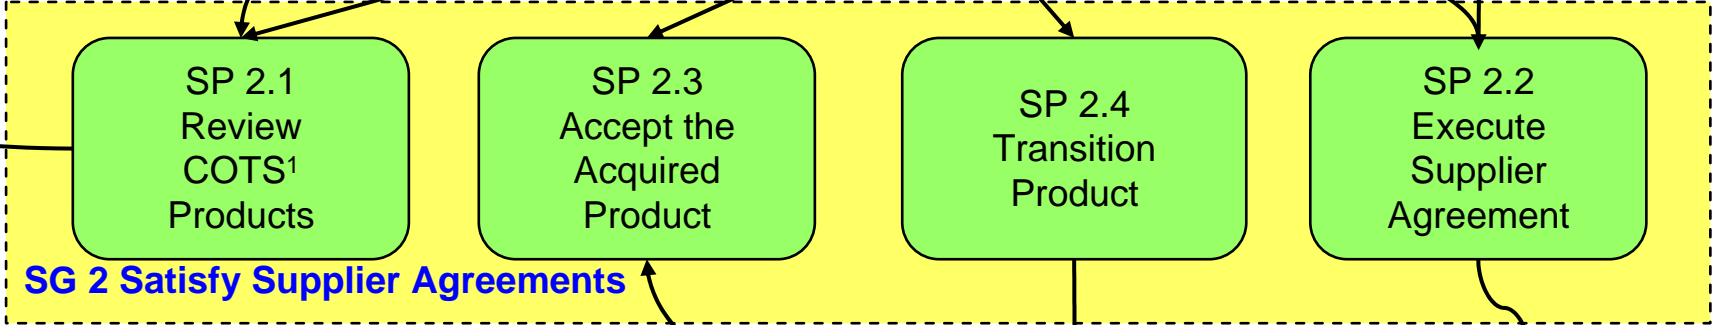 SP 2.1
Review
COTS¹
Products
SP 2.3
Accept the
Acquired
Product
SP 2.4
Transition
Product
SP 2.2
Execute
Supplier
Agreement
SG 2 Satisfy Supplier Agreements